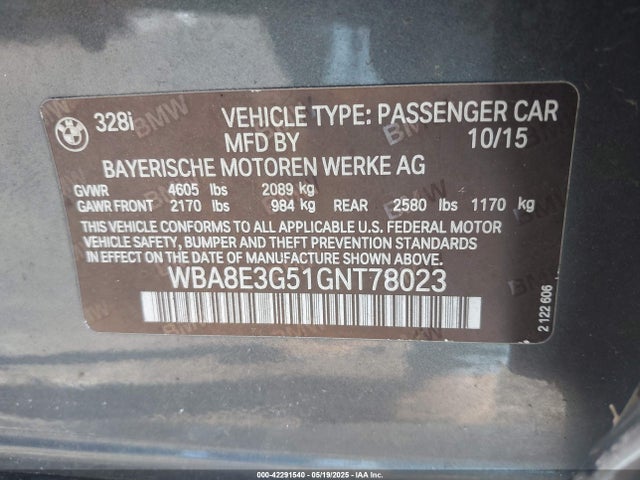 BMW
328i VEHICLE TYPE: PASSENGER CAR
MFD BY 10/15
BAYERISCHE MOTOREN WERKE AG
GVWR 4605 lbs 2089 kg
GAWR FRONT 2170 lbs 984 kg REAR 2580 lbs 1170 kg
THIS VEHICLE CONFORMS TO ALL APPLICABLE U.S. FEDERAL MOTOR
VEHICLE SAFETY, BUMPER AND THEFT PREVENTION STANDARDS
IN EFFECT ON THE DATE OF MANUFACTURE SHOWN ABOVE.
WBA8E3G51GNT78023
2 122 606
000-42291540 - 05/19/2025 - IAAI.COM